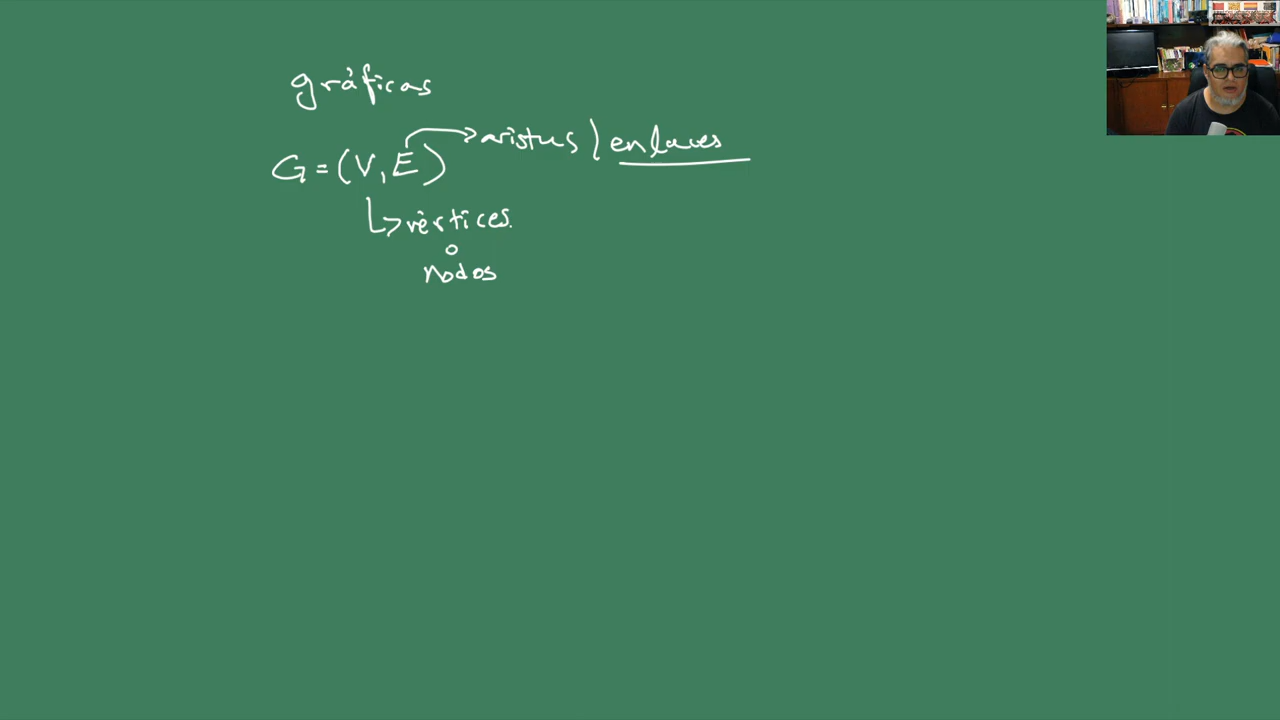 gráficas
G=(V,E) → aristas / enlaces
↳ vértices
o
nodos